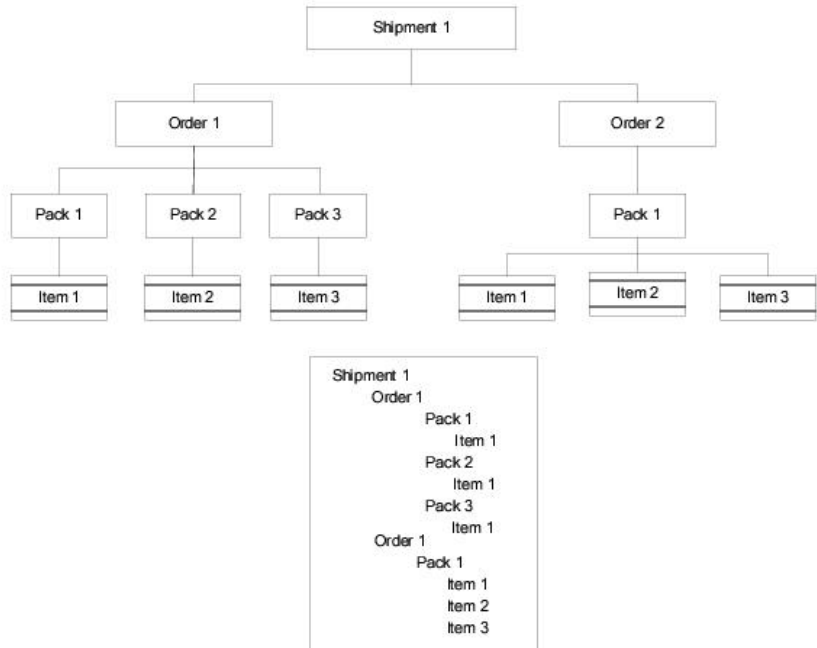 Shipment 1
Order 1
Order 2
Pack 1
Pack 2
Pack 3
Pack 1
Item 1
Item 2
Item 3
Item 1
Item 2
Item 3
Shipment 1
Order 1
Pack 1
Item 1
Pack 2
Item 1
Pack 3
Item 1
Order 1
Pack 1
Item 1
Item 2
Item 3